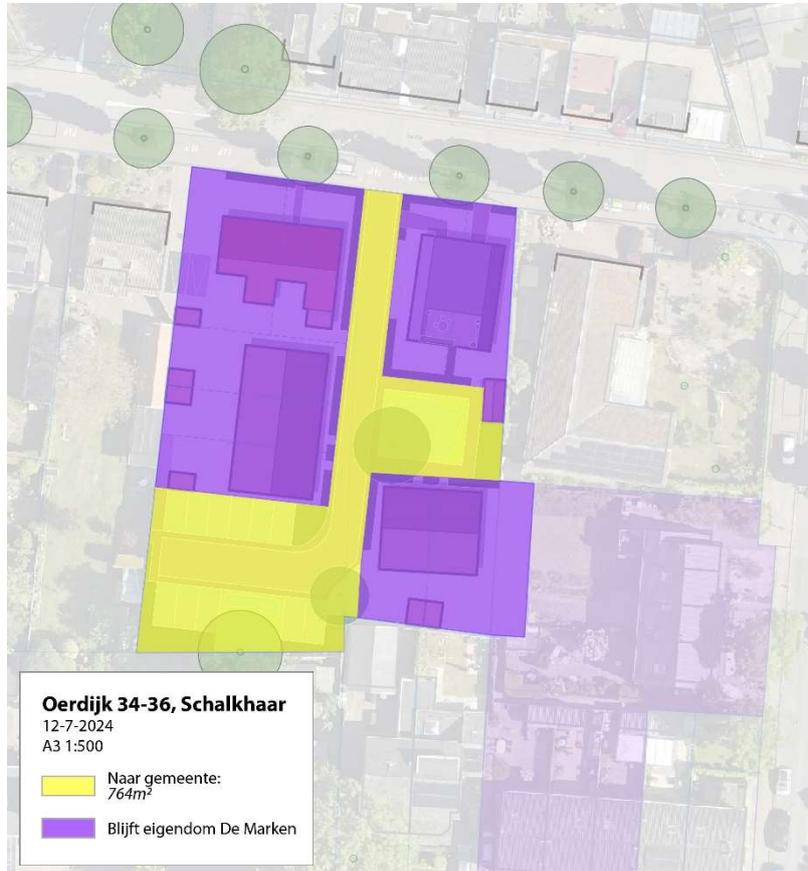 Oerdijk 34-36, Schalkhaar
12-7-2024
A3 1:500
Naar gemeente:
764m²
Blijft eigendom De Marken